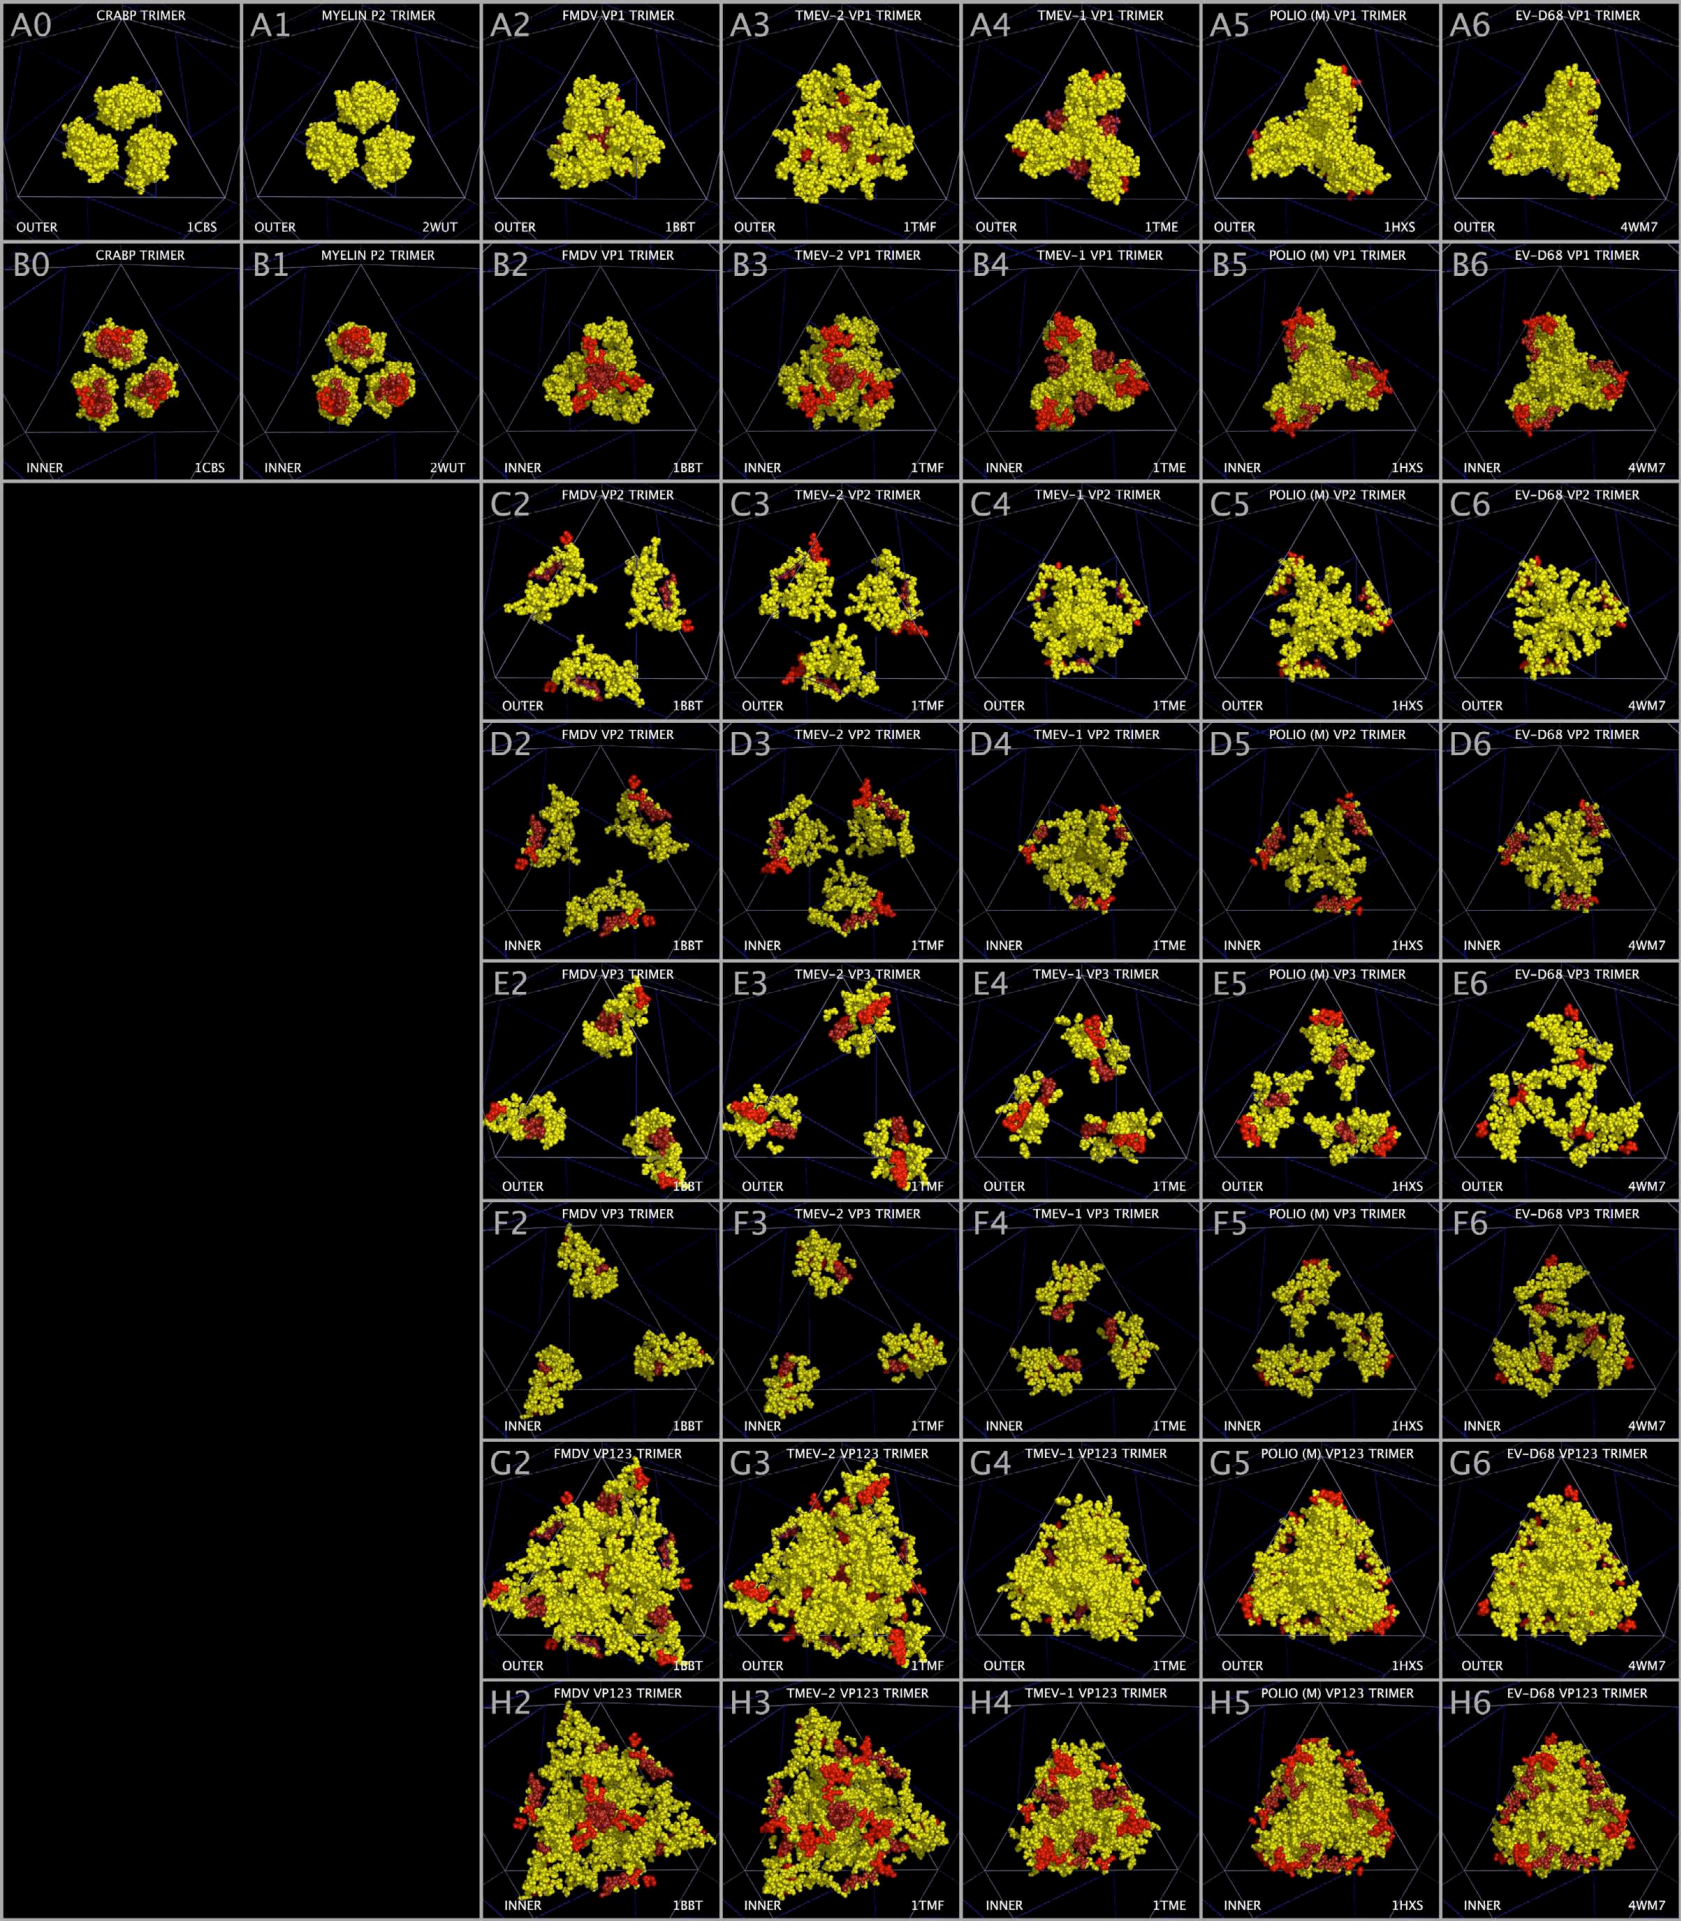 A0 CRABP TRIMER
OUTER 1CBS
A1 MYELIN P2 TRIMER
OUTER 2WUT
A2 FMDV VP1 TRIMER
OUTER 1BBT
A3 TMEV-2 VP1 TRIMER
OUTER 1TMF
A4 TMEV-1 VP1 TRIMER
OUTER 1TME
A5 POLIO (M) VP1 TRIMER
OUTER 1HXS
A6 EV-D68 VP1 TRIMER
OUTER 4WM7
B0 CRABP TRIMER
INNER 1CBS
B1 MYELIN P2 TRIMER
INNER 2WUT
B2 FMDV VP1 TRIMER
INNER 1BBT
B3 TMEV-2 VP1 TRIMER
INNER 1TMF
B4 TMEV-1 VP1 TRIMER
INNER 1TME
B5 POLIO (M) VP1 TRIMER
INNER 1HXS
B6 EV-D68 VP1 TRIMER
INNER 4WM7
C2 FMDV VP2 TRIMER
OUTER 1BBT
C3 TMEV-2 VP2 TRIMER
OUTER 1TMF
C4 TMEV-1 VP2 TRIMER
OUTER 1TME
C5 POLIO (M) VP2 TRIMER
OUTER 1HXS
C6 EV-D68 VP2 TRIMER
OUTER 4WM7
D2 FMDV VP2 TRIMER
INNER 1BBT
D3 TMEV-2 VP2 TRIMER
INNER 1TMF
D4 TMEV-1 VP2 TRIMER
INNER 1TME
D5 POLIO (M) VP2 TRIMER
INNER 1HXS
D6 EV-D68 VP2 TRIMER
INNER 4WM7
E2 FMDV VP3 TRIMER
OUTER 1BBT
E3 TMEV-2 VP3 TRIMER
OUTER 1TMF
E4 TMEV-1 VP3 TRIMER
OUTER 1TME
E5 POLIO (M) VP3 TRIMER
OUTER 1HXS
E6 EV-D68 VP3 TRIMER
OUTER 4WM7
F2 FMDV VP3 TRIMER
INNER 1BBT
F3 TMEV-2 VP3 TRIMER
INNER 1TMF
F4 TMEV-1 VP3 TRIMER
INNER 1TME
F5 POLIO (M) VP3 TRIMER
INNER 1HXS
F6 EV-D68 VP3 TRIMER
INNER 4WM7
G2 FMDV VP123 TRIMER
OUTER 1BBT
G3 TMEV-2 VP123 TRIMER
OUTER 1TMF
G4 TMEV-1 VP123 TRIMER
OUTER 1TME
G5 POLIO (M) VP123 TRIMER
OUTER 1HXS
G6 EV-D68 VP123 TRIMER
OUTER 4WM7
H2 FMDV VP123 TRIMER
INNER 1BBT
H3 TMEV-2 VP123 TRIMER
INNER 1TMF
H4 TMEV-1 VP123 TRIMER
INNER 1TME
H5 POLIO (M) VP123 TRIMER
INNER 1HXS
H6 EV-D68 VP123 TRIMER
INNER 4WM7